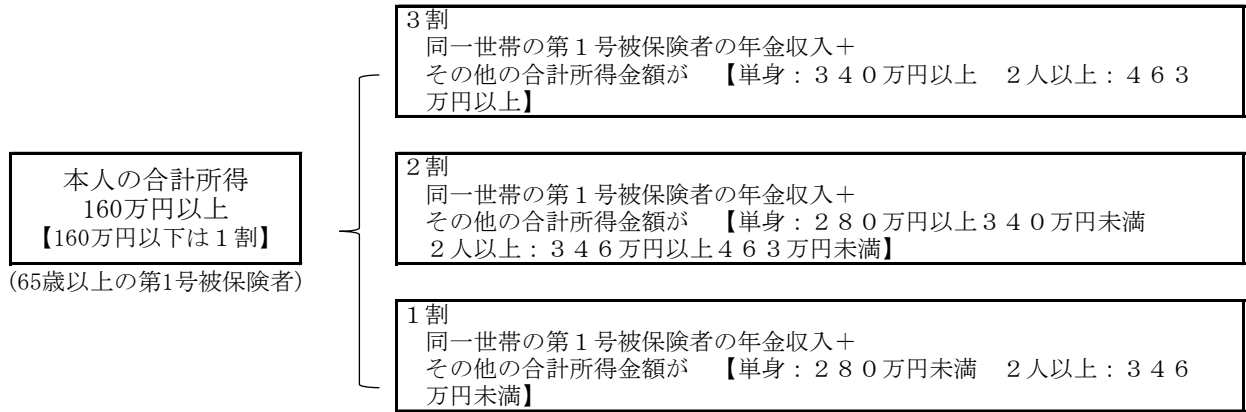 3割
同一世帯の第1号被保険者の年金収入+
その他の合計所得金額が 【単身:340万円以上 2人以上:463
万円以上】
本人の合計所得
160万円以上
【160万円以下は1割】
(65歳以上の第1号被保険者)
2割
同一世帯の第1号被保険者の年金収入+
その他の合計所得金額が 【単身:280万円以上340万円未満
2人以上:346万円以上463万円未満】
1割
同一世帯の第1号被保険者の年金収入+
その他の合計所得金額が 【単身:280万円未満 2人以上:346
万円未満】